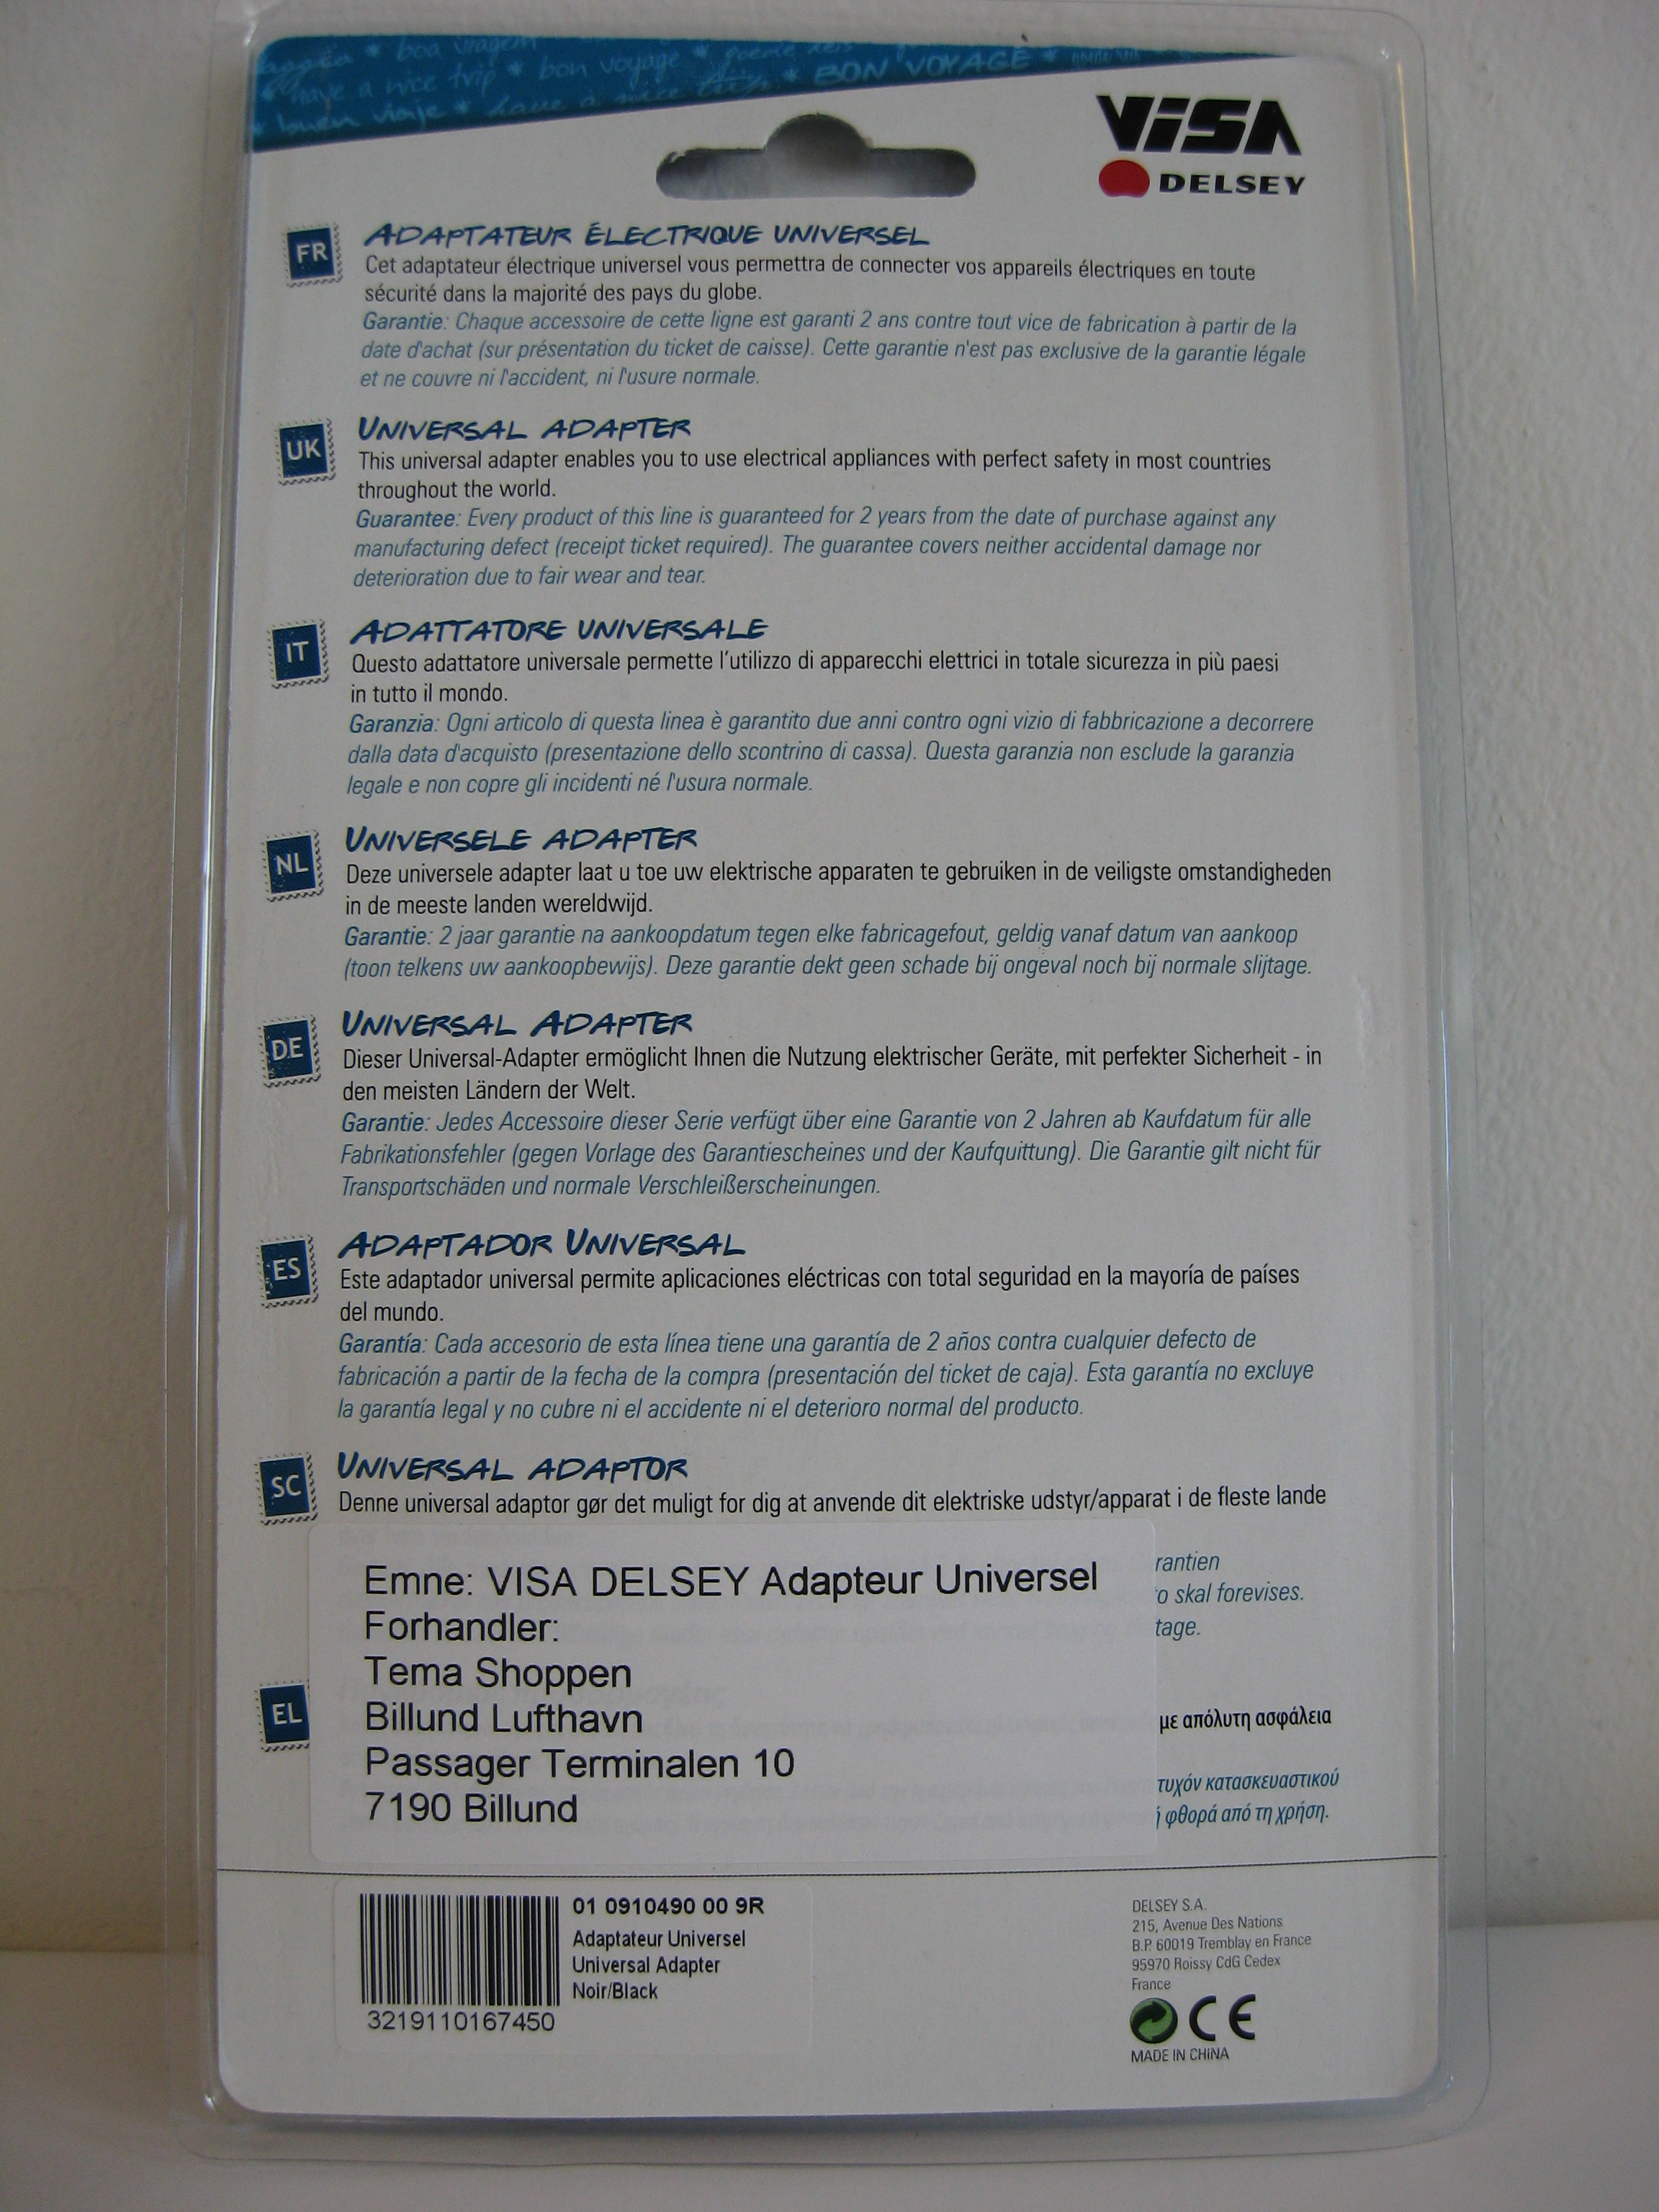 boa viagem
have a nice trip * bon voyage *
buen viaje * have a nice trip * BON VOYAGE *
VISA
DELSEY
FR
ADAPTATEUR ÉLECTRIQUE UNIVERSEL
Cet adaptateur électrique universel vous permettra de connecter vos appareils électriques en toute
sécurité dans la majorité des pays du globe.
Garantie: Chaque accessoire de cette ligne est garanti 2 ans contre tout vice de fabrication à partir de la
date d'achat (sur présentation du ticket de caisse). Cette garantie n'est pas exclusive de la garantie légale
et ne couvre ni l'accident, ni l'usure normale.
UK
UNIVERSAL ADAPTER
This universal adapter enables you to use electrical appliances with perfect safety in most countries
throughout the world.
Guarantee: Every product of this line is guaranteed for 2 years from the date of purchase against any
manufacturing defect (receipt ticket required). The guarantee covers neither accidental damage nor
deterioration due to fair wear and tear.
IT
ADATTATORE UNIVERSALE
Questo adattatore universale permette l'utilizzo di apparecchi elettrici in totale sicurezza in più paesi
in tutto il mondo.
Garanzia: Ogni articolo di questa linea è garantito due anni contro ogni vizio di fabbricazione a decorrere
dalla data d'acquisto (presentazione dello scontrino di cassa). Questa garanzia non esclude la garanzia
legale e non copre gli incidenti né l'usura normale.
NL
UNIVERSELE ADAPTER
Deze universele adapter laat u toe uw elektrische apparaten te gebruiken in de veiligste omstandigheden
in de meeste landen wereldwijd.
Garantie: 2 jaar garantie na aankoopdatum tegen elke fabricagefout, geldig vanaf datum van aankoop
(toon telkens uw aankoopbewijs). Deze garantie dekt geen schade bij ongeval noch bij normale slijtage.
DE
UNIVERSAL ADAPTER
Dieser Universal-Adapter ermöglicht Ihnen die Nutzung elektrischer Geräte, mit perfekter Sicherheit - in
den meisten Ländern der Welt.
Garantie: Jedes Accessoire dieser Serie verfügt über eine Garantie von 2 Jahren ab Kaufdatum für alle
Fabrikationsfehler (gegen Vorlage des Garantiescheines und der Kaufquittung). Die Garantie gilt nicht für
Transportschäden und normale Verschleißerscheinungen.
ES
ADAPTADOR UNIVERSAL
Este adaptador universal permite aplicaciones eléctricas con total seguridad en la mayoría de países
del mundo.
Garantía: Cada accesorio de esta línea tiene una garantía de 2 años contra cualquier defecto de
fabricación a partir de la fecha de la compra (presentación del ticket de caja). Esta garantía no excluye
la garantía legal y no cubre ni el accidente ni el deterioro normal del producto.
SC
UNIVERSAL ADAPTOR
Denne universal adaptor gør det muligt for dig at anvende dit elektriske udstyr/apparat i de fleste lande
rantien
o skal forevises.
tage.
Emne: VISA DELSEY Adapteur Universel
Forhandler:
Tema Shoppen
Billund Lufthavn
Passager Terminalen 10
7190 Billund
EL
με απόλυτη ασφάλεια
τυχόν κατασκευαστικού
ή φθορά από τη χρήση.
01 0910490 00 9R
Adaptateur Universel
Universal Adapter
Noir/Black
3219110167450
DELSEY S.A.
215, Avenue Des Nations
B.P. 60019 Tremblay en France
95970 Roissy CdG Cedex
France
CE
MADE IN CHINA